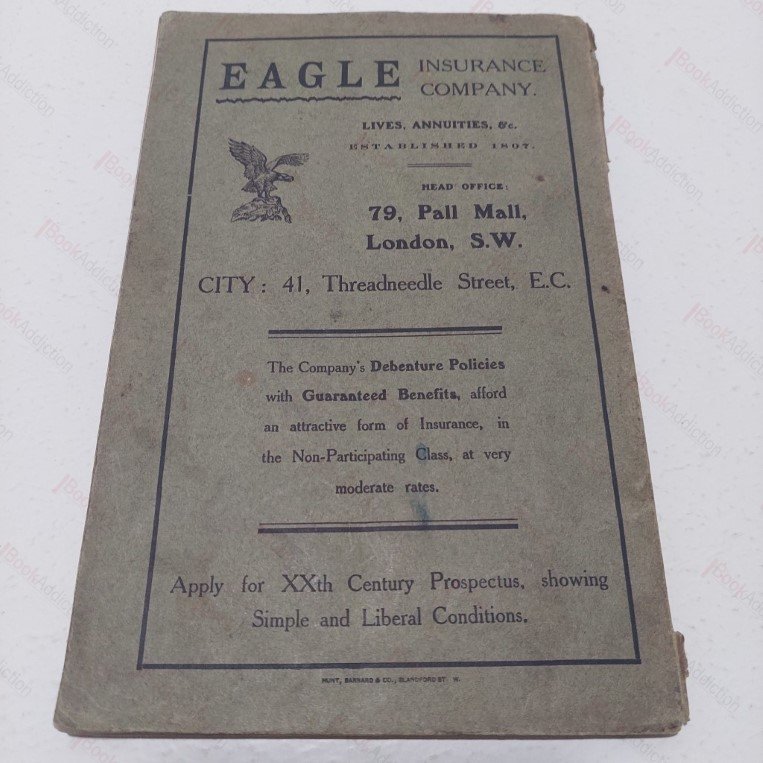 EAGLE INSURANCE COMPANY.
LIVES, ANNUITIES, &c.
ESTABLISHED 1807.
HEAD OFFICE:
79, Pall Mall,
London, S.W.
CITY: 41, Threadneedle Street, E.C.
The Company's Debenture Policies
with Guaranteed Benefits, afford
an attractive form of Insurance, in
the Non-Participating Class, at very
moderate rates.
Apply for XXth Century Prospectus, showing
Simple and Liberal Conditions.
HUNT, BARNARD & CO., BLANDFORD ST. W.
BookAddiction